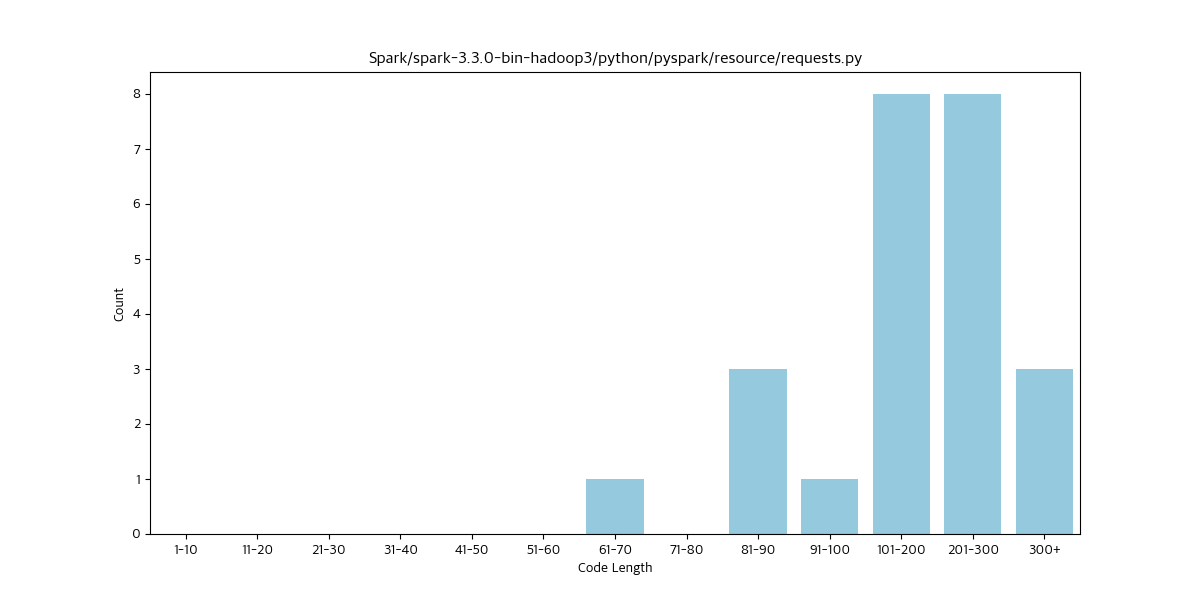 Spark/spark-3.3.0-bin-hadoop3/python/pyspark/resource/requests.py
8
7
6
5
4
3
2
1
0
Count
1-10 11-20 21-30 31-40 41-50 51-60 61-70 71-80 81-90 91-100 101-200 201-300 300+
Code Length